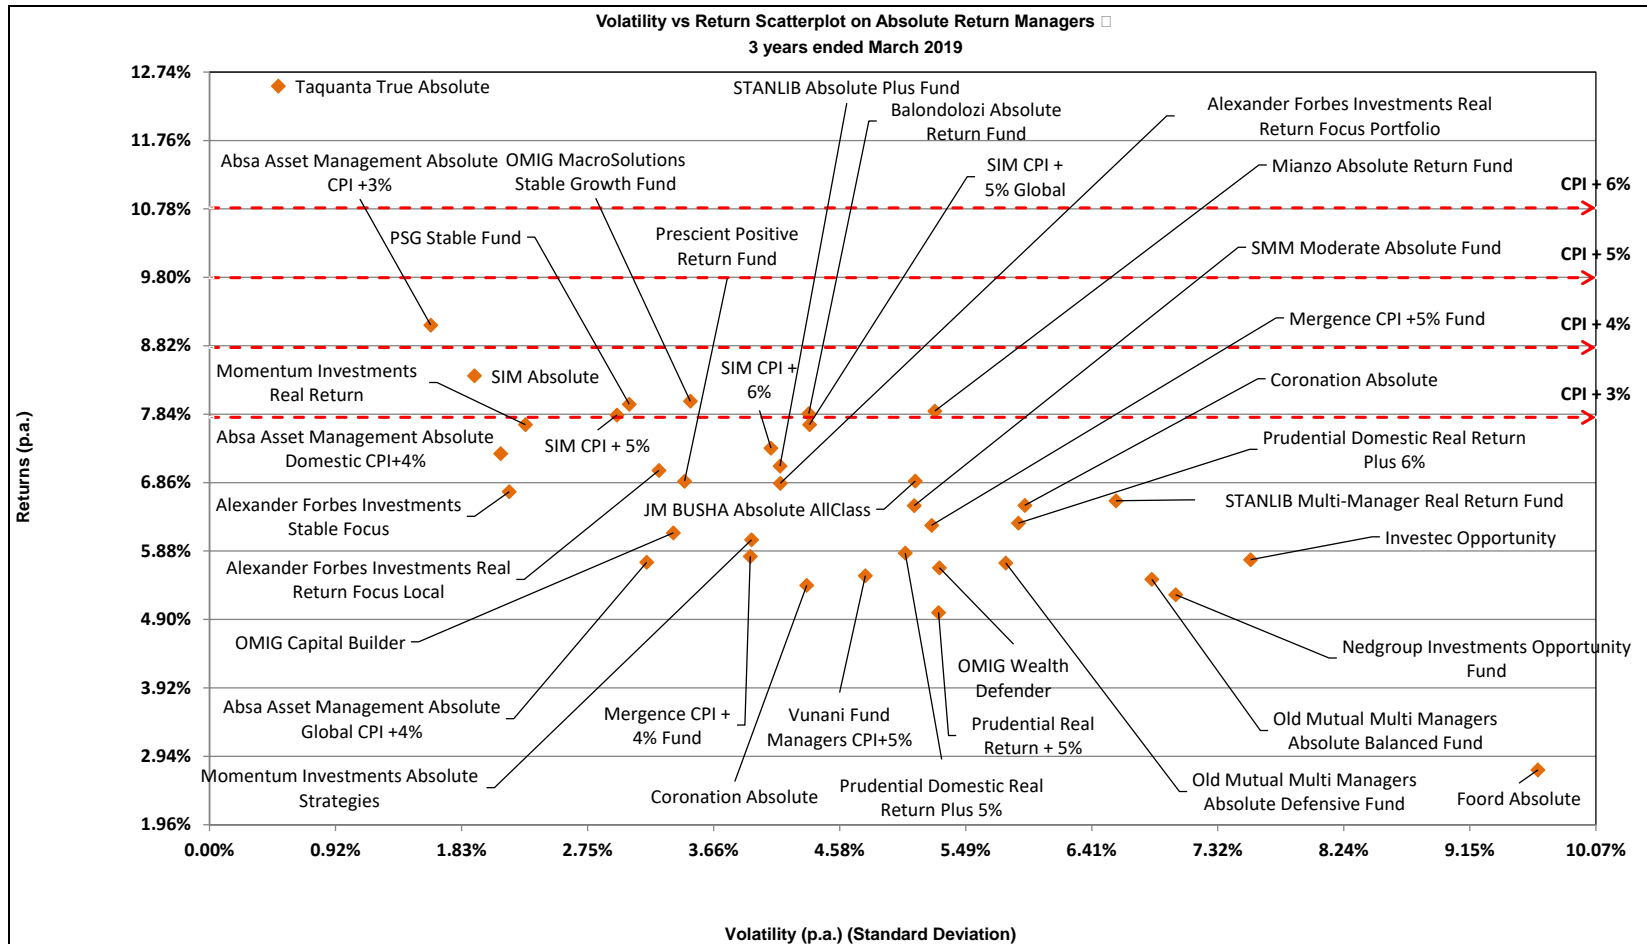 Volatility vs Return Scatterplot on Absolute Return Managers □
3 years ended March 2019
12.74%
11.76%
10.78%
9.80%
8.82%
7.84%
6.86%
5.88%
4.90%
3.92%
2.94%
1.96%
Returns (p.a.)
Taquanta True Absolute
STANLIB Absolute Plus Fund
Balondolozi Absolute
Return Fund
Alexander Forbes Investments Real
Return Focus Portfolio
Absa Asset Management Absolute
CPI +3%
OMIG MacroSolutions
Stable Growth Fund
SIM CPI +
5% Global
Mianzo Absolute Return Fund
CPI + 6%
PSG Stable Fund
Prescient Positive
Return Fund
SMM Moderate Absolute Fund
CPI + 5%
Mergence CPI +5% Fund
CPI + 4%
Momentum Investments
Real Return
SIM Absolute
SIM CPI +
6%
Coronation Absolute
CPI + 3%
Absa Asset Management Absolute
Domestic CPI+4%
SIM CPI + 5%
Prudential Domestic Real Return
Plus 6%
Alexander Forbes Investments
Stable Focus
JM BUSHA Absolute AllClass
STANLIB Multi-Manager Real Return Fund
Investec Opportunity
Alexander Forbes Investments Real
Return Focus Local
OMIG Capital Builder
OMIG Wealth
Defender
Nedgroup Investments Opportunity
Fund
Absa Asset Management Absolute
Global CPI +4%
Mergence CPI +
4% Fund
Vunani Fund
Managers CPI+5%
Prudential Real
Return + 5%
Old Mutual Multi Managers
Absolute Balanced Fund
Momentum Investments Absolute
Strategies
Coronation Absolute
Prudential Domestic Real
Return Plus 5%
Old Mutual Multi Managers
Absolute Defensive Fund
Foord Absolute
0.00%
0.92%
1.83%
2.75%
3.66%
4.58%
5.49%
6.41%
7.32%
8.24%
9.15%
10.07%
Volatility (p.a.) (Standard Deviation)